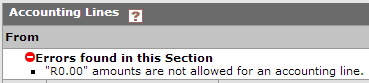 Accounting Lines ?
From
Errors found in this Section
"R0.00" amounts are not allowed for an accounting line.